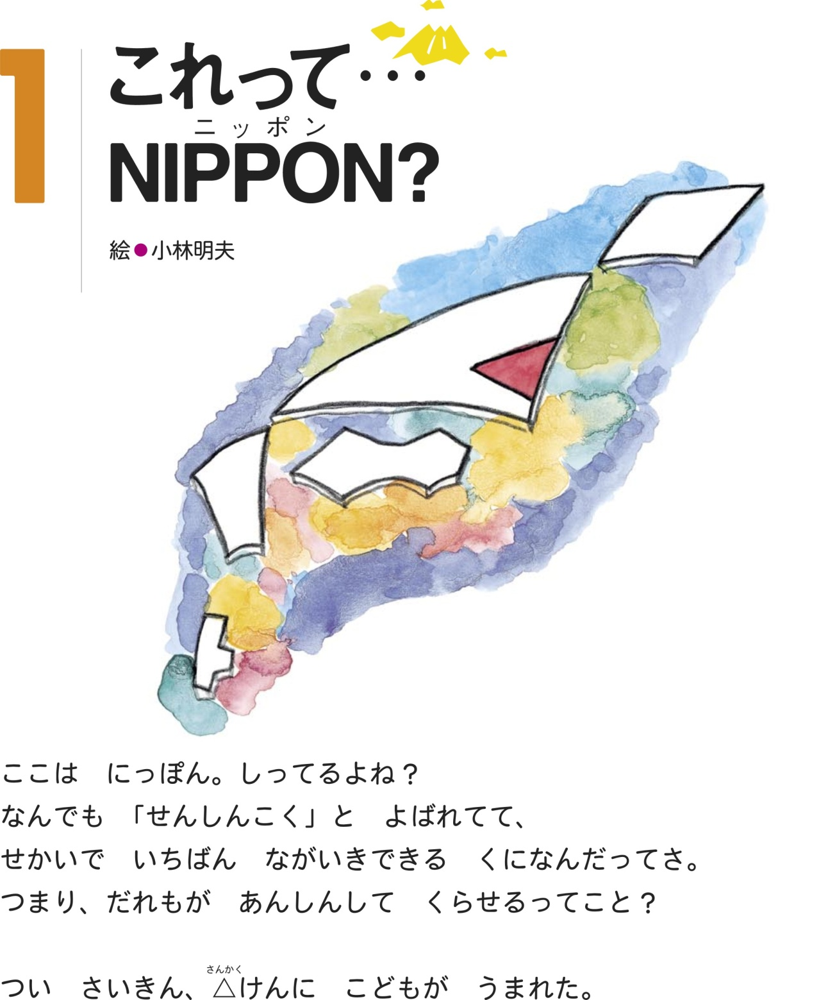 1
これって・・・
ニッポン
NIPPON?
絵●小林明夫
ここは　にっぽん。しってるよね？
なんでも　「せんしんこく」と　よばれてて、
せかいで　いちばん　ながいきできる　くになんだってさ。
つまり、だれもが　あんしんして　くらせるってこと？
さんかく
つい　さいきん、△けんに　こどもが　うまれた。